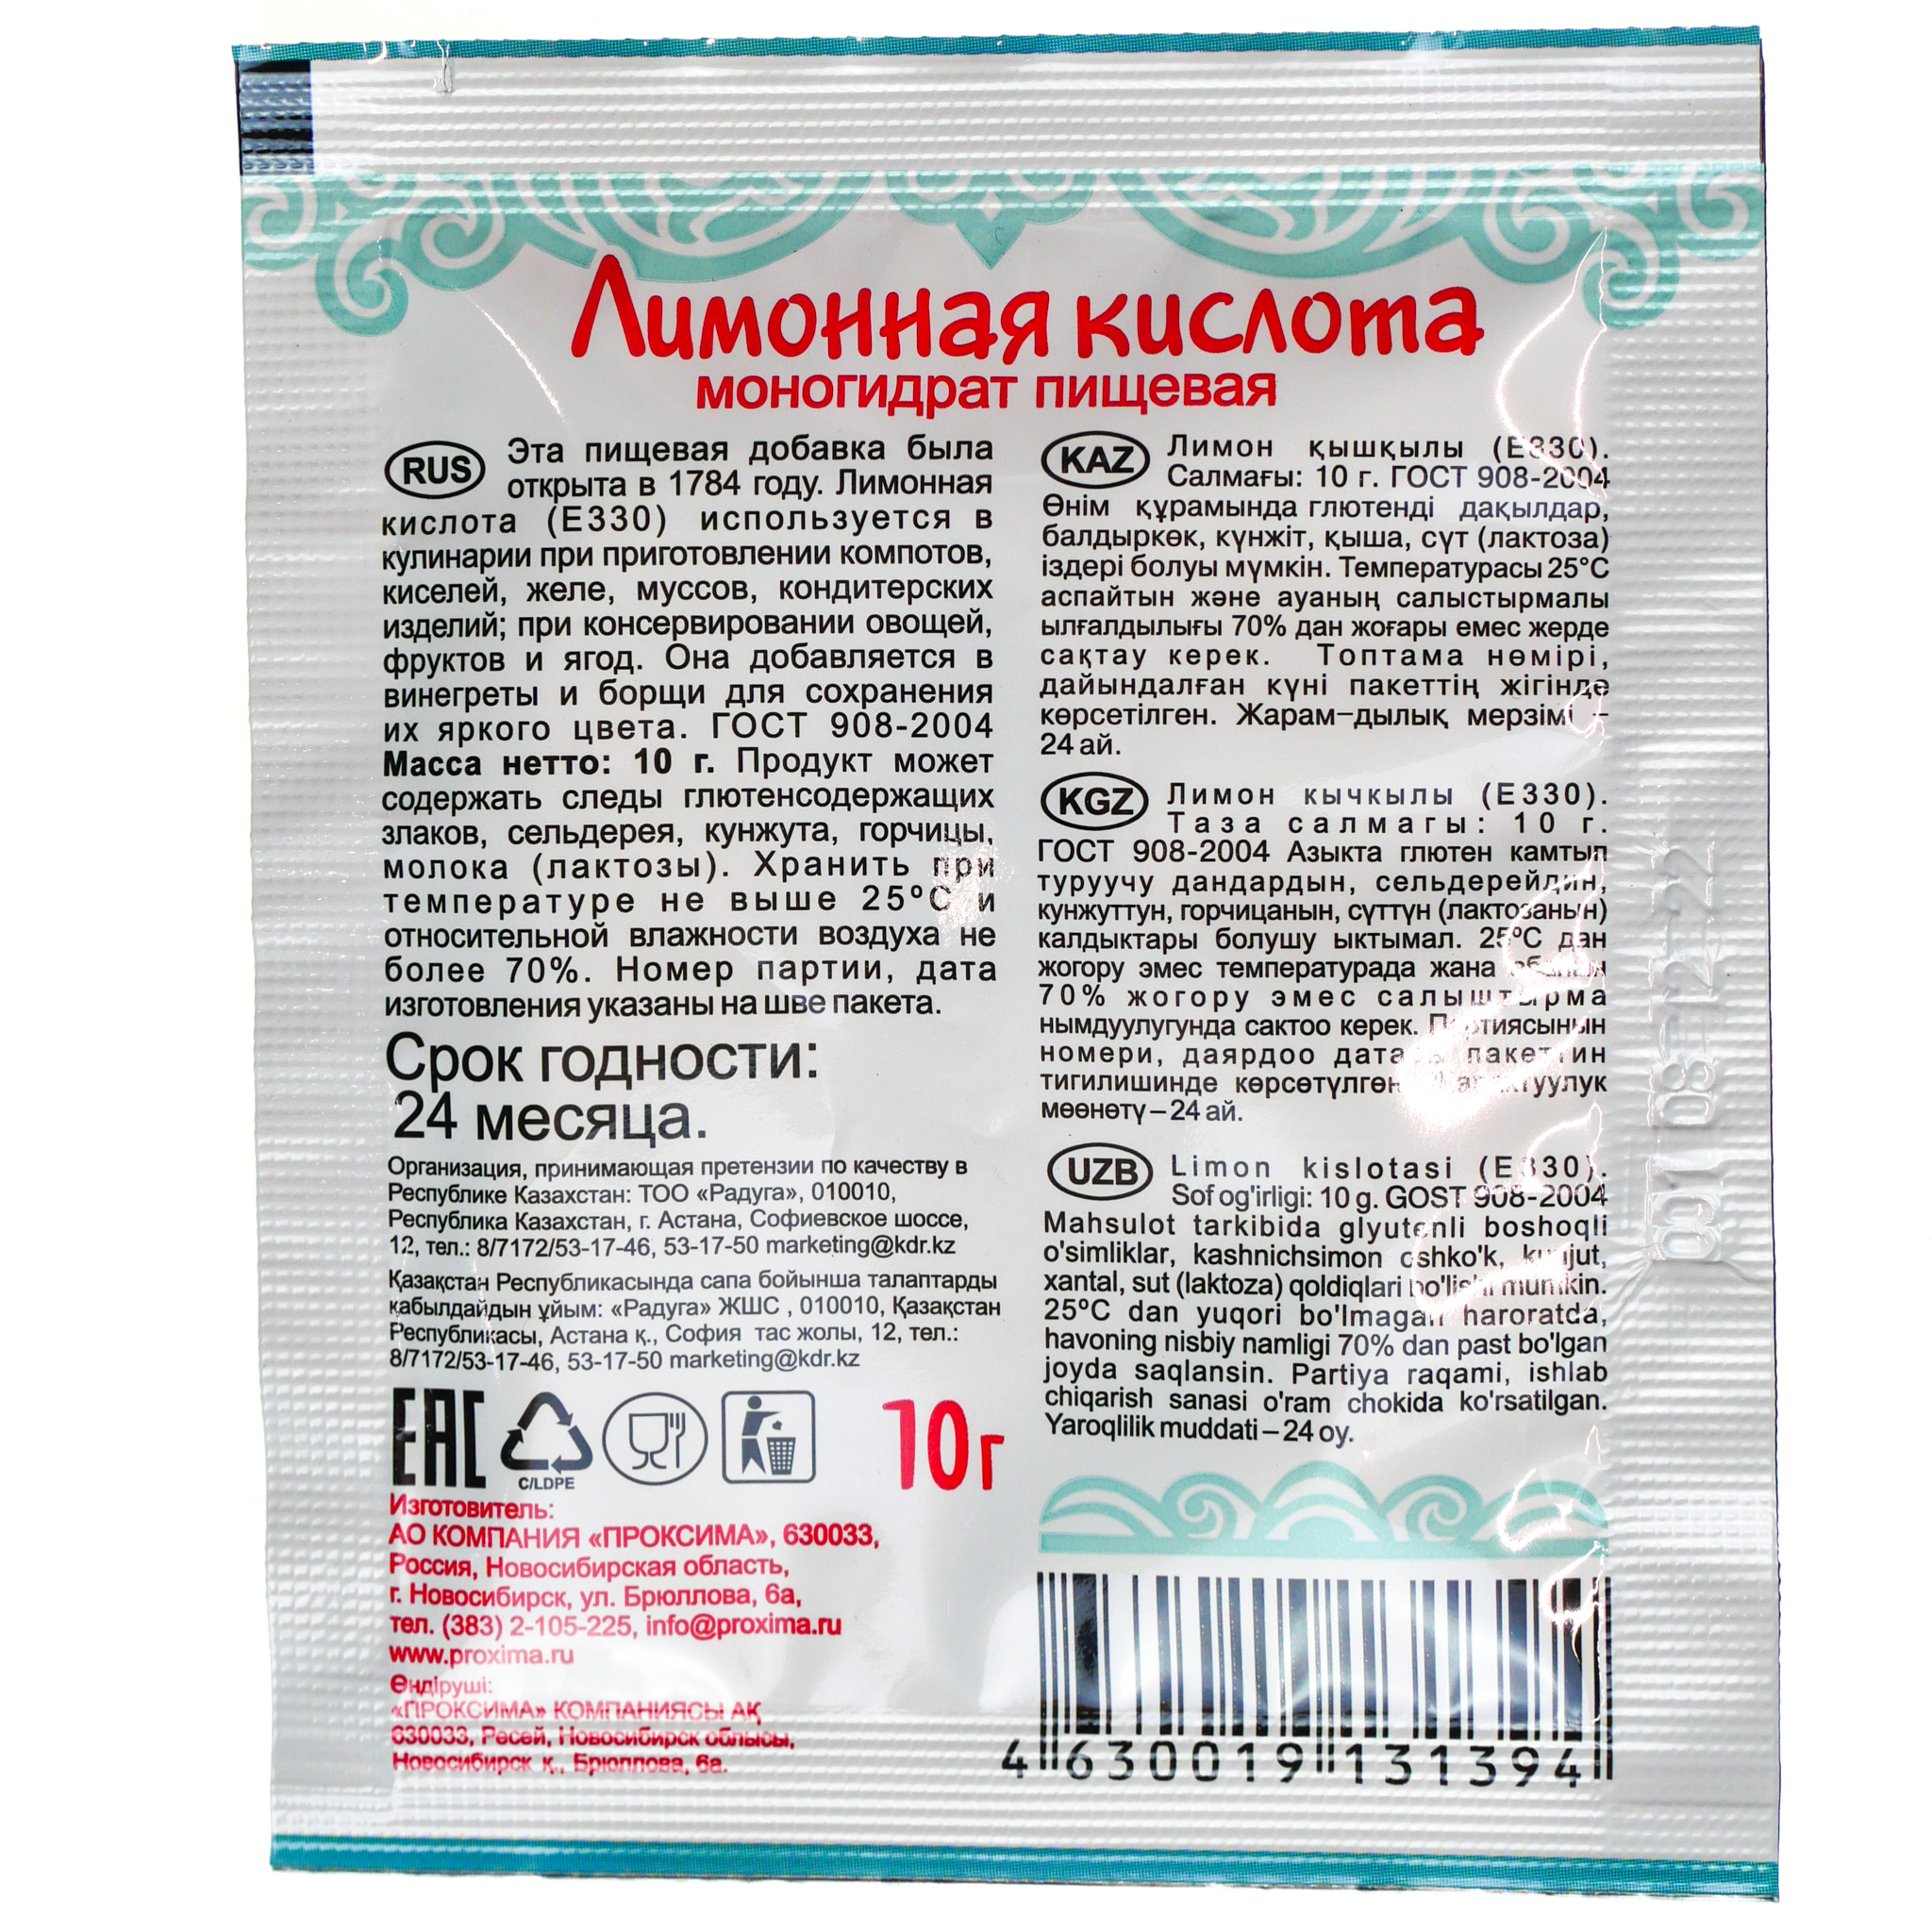 Лимонная кислота
моногидрат пищевая
RUS
Эта пищевая добавка была
открыта в 1784 году. Лимонная
кислота (Е330) используется в
кулинарии при приготовлении компотов,
киселей, желе, муссов, кондитерских
изделий; при консервировании овощей,
фруктов и ягод. Она добавляется в
винегреты и борщи для сохранения
их яркого цвета. ГОСТ 908-2004
Масса нетто: 10 г. Продукт может
содержать следы глютенсодержащих
злаков, сельдерея, кунжута, горчицы,
молока (лактозы). Хранить при
температуре не выше 25°С и
относительной влажности воздуха не
более 70%. Номер партии, дата
изготовления указаны на шве пакета.
Срок годности:
24 месяца.
Организация, принимающая претензии по качеству в
Республике Казахстан: ТОО «Радуга», 010010,
Республика Казахстан, г. Астана, Софиевское шоссе,
12, тел.: 8/7172/53-17-46, 53-17-50 marketing@kdr.kz
Қазақстан Республикасында сапа бойынша талаптарды
қабылдайдын ұйым: «Радуга» ЖШС , 010010, Қазақстан
Республикасы, Астана қ., София тас жолы, 12, тел.:
8/7172/53-17-46, 53-17-50 marketing@kdr.kz
EAC
C/LDPE
10г
Изготовитель:
АО КОМПАНИЯ «ПРОКСИМА», 630033,
Россия, Новосибирская область,
г. Новосибирск, ул. Брюллова, 6а,
тел. (383) 2-105-225, info@proxima.ru
www.proxima.ru
Өндіруші:
«ПРОКСИМА» КОМПАНИЯСЫ АҚ
630033, Ресей, Новосибирск облысы,
Новосибирск қ., Брюллова, 6а.
KAZ
Лимон қышқылы (Е330).
Салмағы: 10 г. ГОСТ 908-2004
Өнім құрамында глютенді дақылдар,
балдыркөк, күнжіт, қыша, сүт (лактоза)
іздері болуы мүмкін. Температурасы 25°С
аспайтын және ауаның салыстырмалы
ылғалдылығы 70% дан жоғары емес жерде
сақтау керек. Топтама нөмірі,
дайындалған күні пакеттің жігінде
көрсетілген. Жарам–дылық мерзімі –
24 ай.
KGZ
Лимон кычкылы (Е330).
Таза салмагы: 10 г.
ГОСТ 908-2004 Азыкта глютен камтып
туруучу дандардын, сельдерейдин,
кунжуттун, горчицанын, сүттүн (лактозанын)
калдыктары болушу ыктымал. 25°С дан
жогору эмес температурада жана абанын
70% жогору эмес салыштырма
нымдуулугунда сактоо керек. Партиясынын
номери, даярдоо пакеттин
тигилишинде көрсөтүлгөн.
мөөнөтү – 24 ай.
UZB
Limon kislotasi (E330).
Sof og'irligi: 10 g. GOST 908-2004
Mahsulot tarkibida glyutenli boshoqli
o'simliklar, kashnichsimon oshko'k, kunjut,
xantal, sut (laktoza) qoldiqlari bo'lishi mumkin.
25°C dan yuqori bo'lmagan haroratda,
havoning nisbiy namligi 70% dan past bo'lgan
joyda saqlansin. Partiya raqami, ishlab
chiqarish sanasi o'ram chokida ko'rsatilgan.
Yaroqlilik muddati – 24 oy.
4 630019 131394
08-12-22